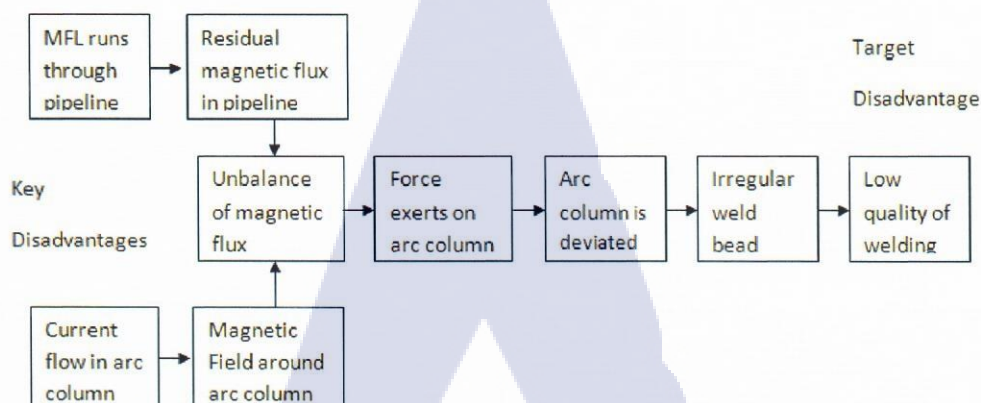 MFL runs
through
pipeline
Residual
magnetic flux
in pipeline
Target
Disadvantage
Key
Disadvantages
Unbalance
of magnetic
flux
Force
exerts on
arc column
Arc
column is
deviated
Irregular
weld
bead
Low
quality of
welding
Current
flow in arc
column
Magnetic
Field around
arc column